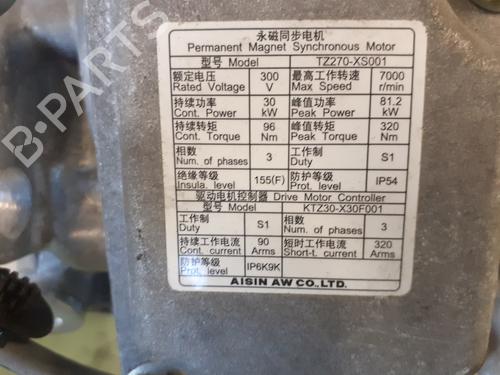 永磁同步电机
Permanent Magnet Synchronous Motor
型号 Model TZ270-XS001
额定电压 300 最高工作转速 7000
Rated Voltage V Max Speed r/min
持续功率 30 峰值功率 81.2
Cont. Power kW Peak Power kW
持续转矩 96 峰值转矩 320
Cont. Torque Nm Peak Torque Nm
相数 3 工作制 S1
Num. of phases Duty
绝缘等级 155(F) 防护等级 IP54
Insula. level Prot. level
驱动电机控制器 Drive Motor Controller
型号 Model KTZ30-X30F001
工作制 S1 相数 3
Duty Num. of phases
持续工作电流 90 短时工作电流 320
Cont. current Arms Short-t. current Arms
防护等级 IP6K9K
Prot. level
AISIN AW CO.,LTD.
B-PARTS